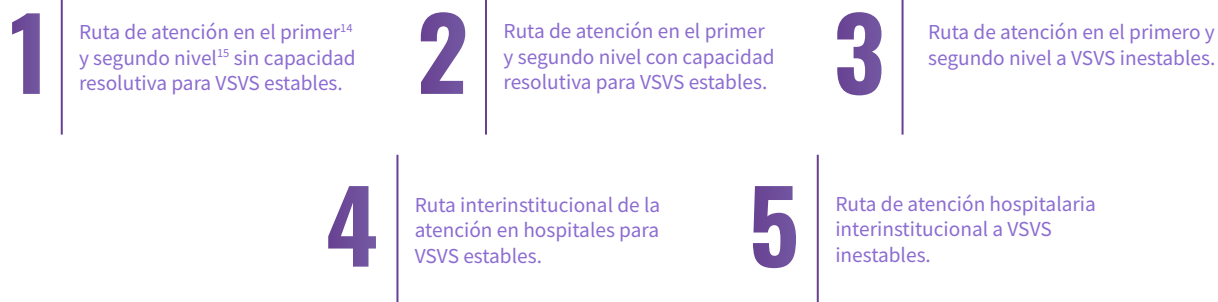 1
Ruta de atención en el primer¹⁴
y segundo nivel¹⁵ sin capacidad
resolutiva para VSVS estables.
2
Ruta de atención en el primer
y segundo nivel con capacidad
resolutiva para VSVS estables.
3
Ruta de atención en el primero y
segundo nivel a VSVS inestables.
4
Ruta interinstitucional de la
atención en hospitales para
VSVS estables.
5
Ruta de atención hospitalaria
interinstitucional a VSVS
inestables.